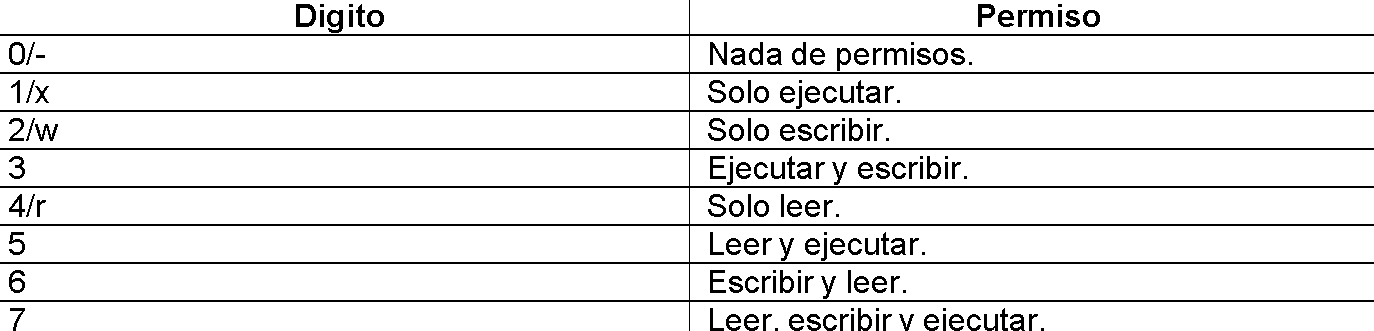 Digito Permiso
0/- Nada de permisos.
1/x Solo ejecutar.
2/w Solo escribir.
3 Ejecutar y escribir.
4/r Solo leer.
5 Leer y ejecutar.
6 Escribir y leer.
7 Leer, escribir y ejecutar.